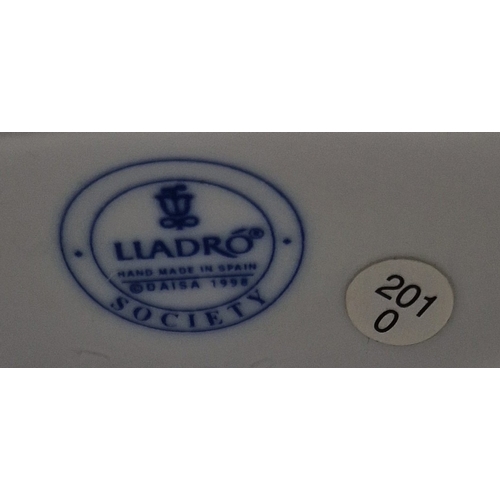 LLADRÓ®
HAND MADE IN SPAIN
©DAISA 1998
SOCIETY
201
0